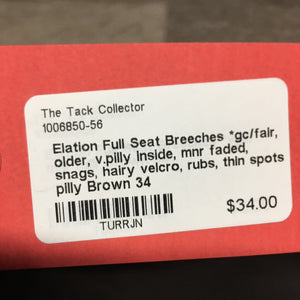 The Tack Collector
1006850-56
Elation Full Seat Breeches *gc/fair,
older, v.pilly inside, mnr faded,
snags, hairy velcro, rubs, thin spots
pilly Brown 34
$34.00
TURRJN